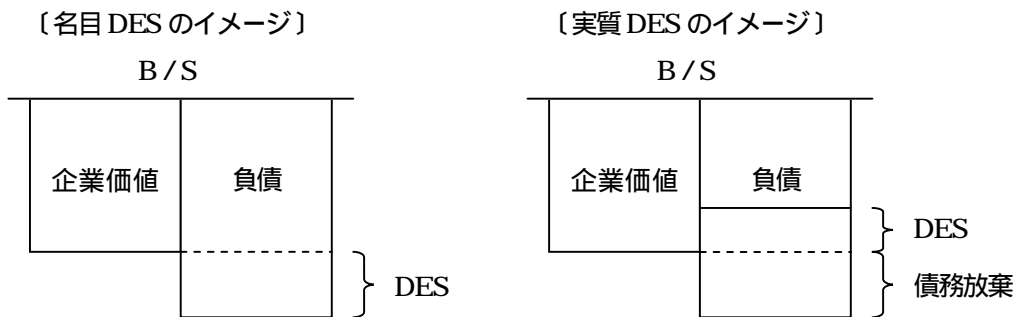 〔名目DESのイメージ〕
B/S
企業価値
負債
DES
〔実質DESのイメージ〕
B/S
企業価値
負債
DES
債務放棄